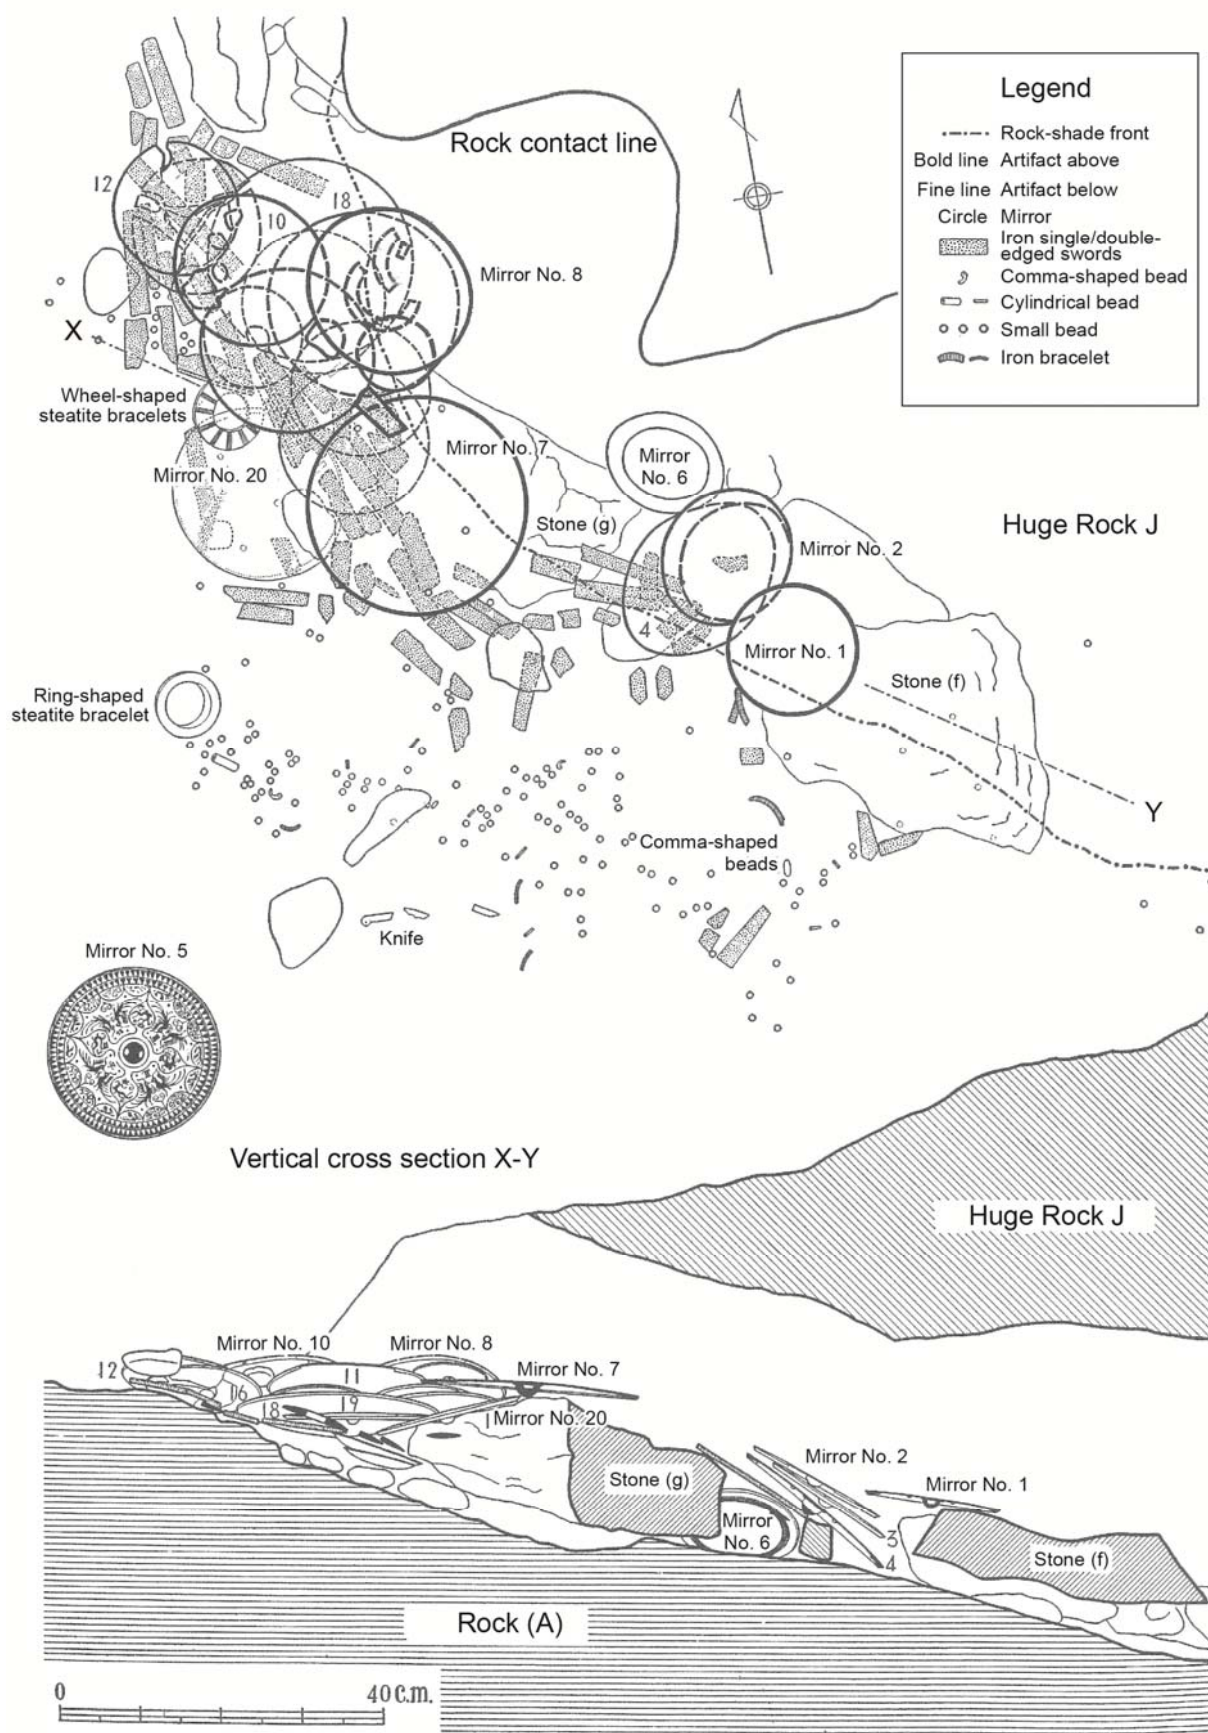 Legend
Rock-shade front
Bold line Artifact above
Fine line Artifact below
Circle Mirror
Iron single/double-
edged swords
Comma-shaped bead
Cylindrical bead
Small bead
Iron bracelet
Rock contact line
12
18
10
Mirror No. 8
X
Wheel-shaped
steatite bracelets
Mirror No. 7
Mirror
No. 6
Mirror No. 20
Stone (g)
Huge Rock J
Mirror No. 2
4
Mirror No. 1
Stone (f)
Ring-shaped
steatite bracelet
Y
Comma-shaped
beads
Knife
Mirror No. 5
Vertical cross section X-Y
Huge Rock J
Mirror No. 10
Mirror No. 8
12
11
Mirror No. 7
16
18
19
Mirror No. 20
Mirror No. 2
Stone (g)
Mirror No. 1
Mirror
No. 6
3
4
Stone (f)
Rock (A)
0
40 c.m.